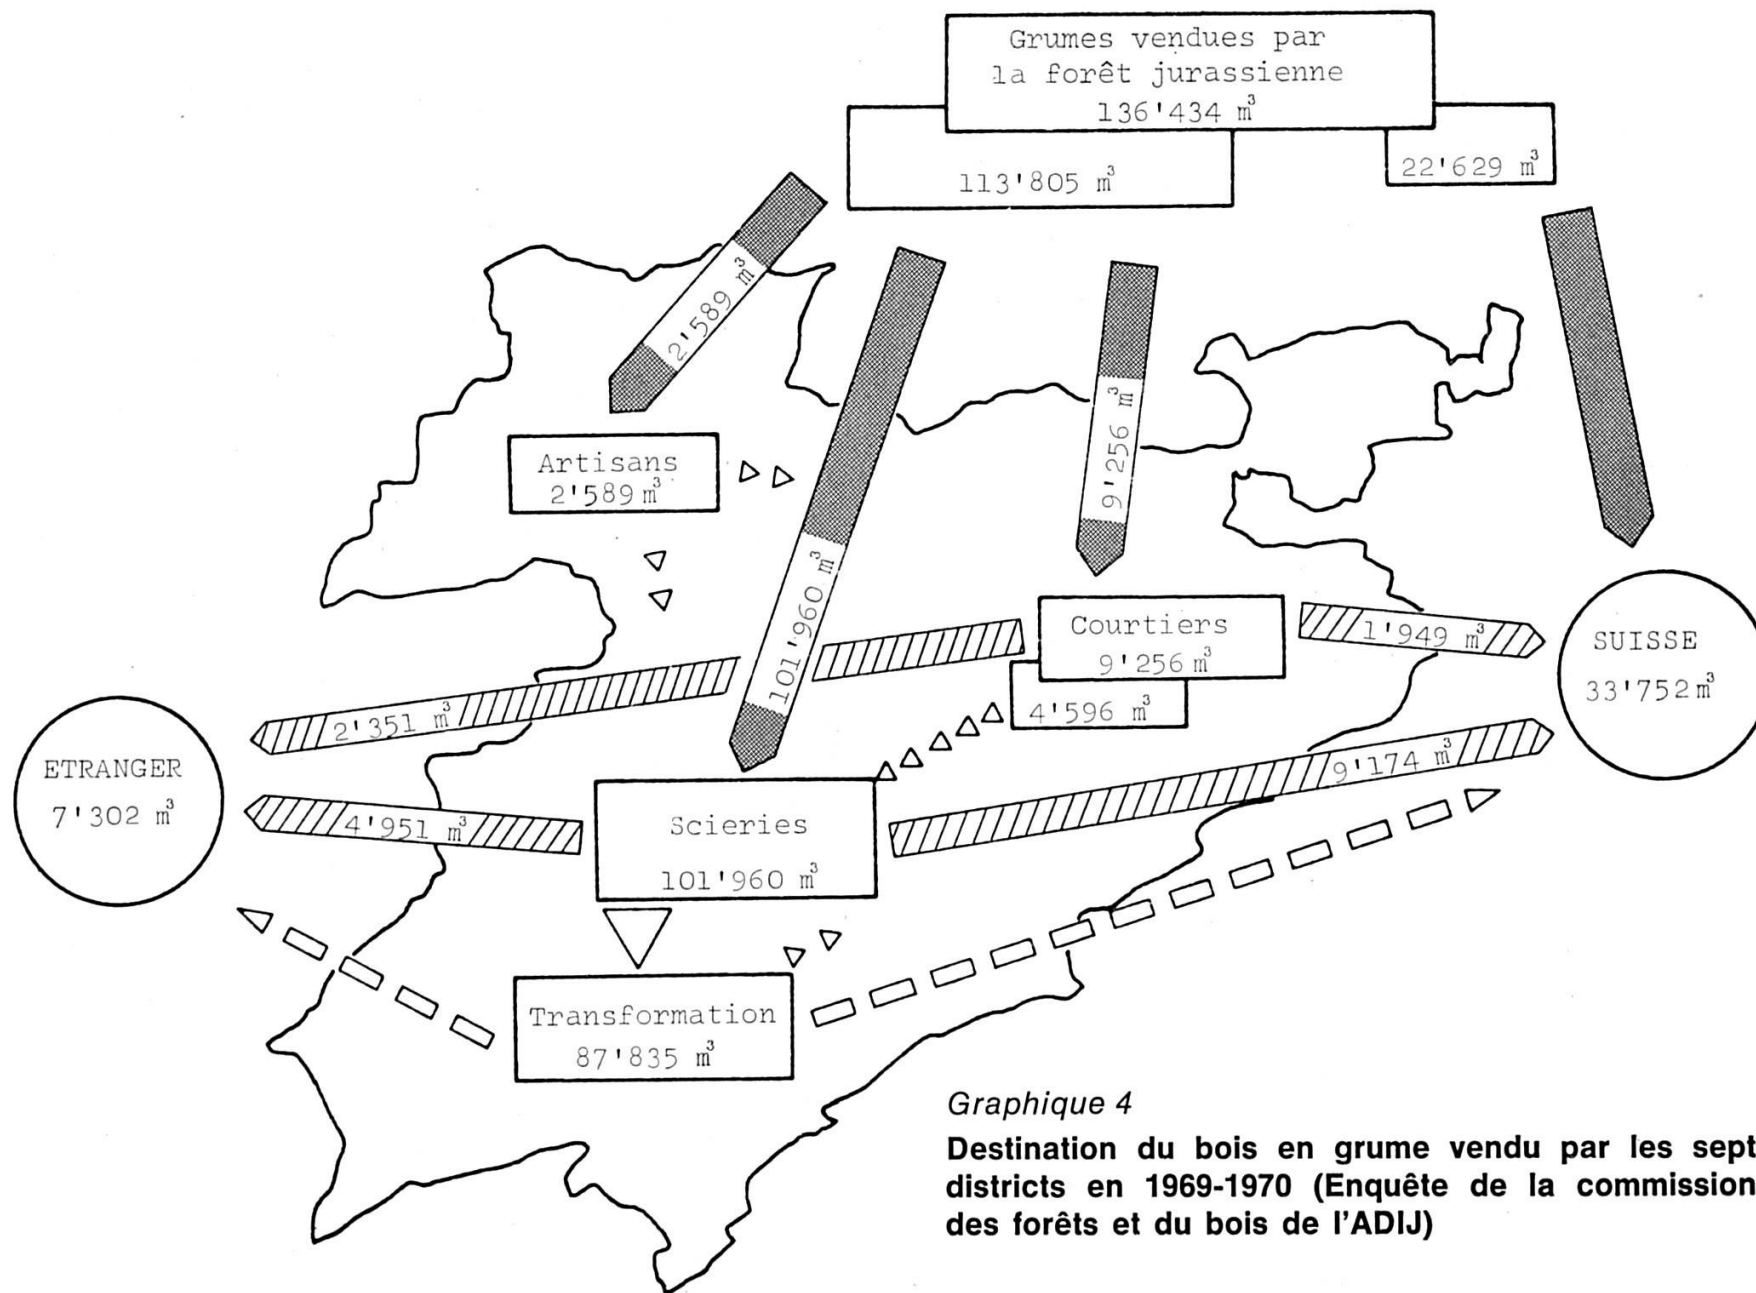 Grumes vendues par
la forêt jurassienne
136'434 m³
113'805 m³
22'629 m³
2'589 m³
101'960 m³
9'256 m³
Artisans
2'589 m³
Courtiers
9'256 m³
4'596 m³
1'949 m³
SUISSE
33'752 m³
2'351 m³
9'174 m³
ETRANGER
7'302 m³
4'951 m³
Scieries
101'960 m³
Transformation
87'835 m³
Graphique 4
Destination du bois en grume vendu par les sept
districts en 1969-1970 (Enquête de la commission
des forêts et du bois de l'ADIJ)